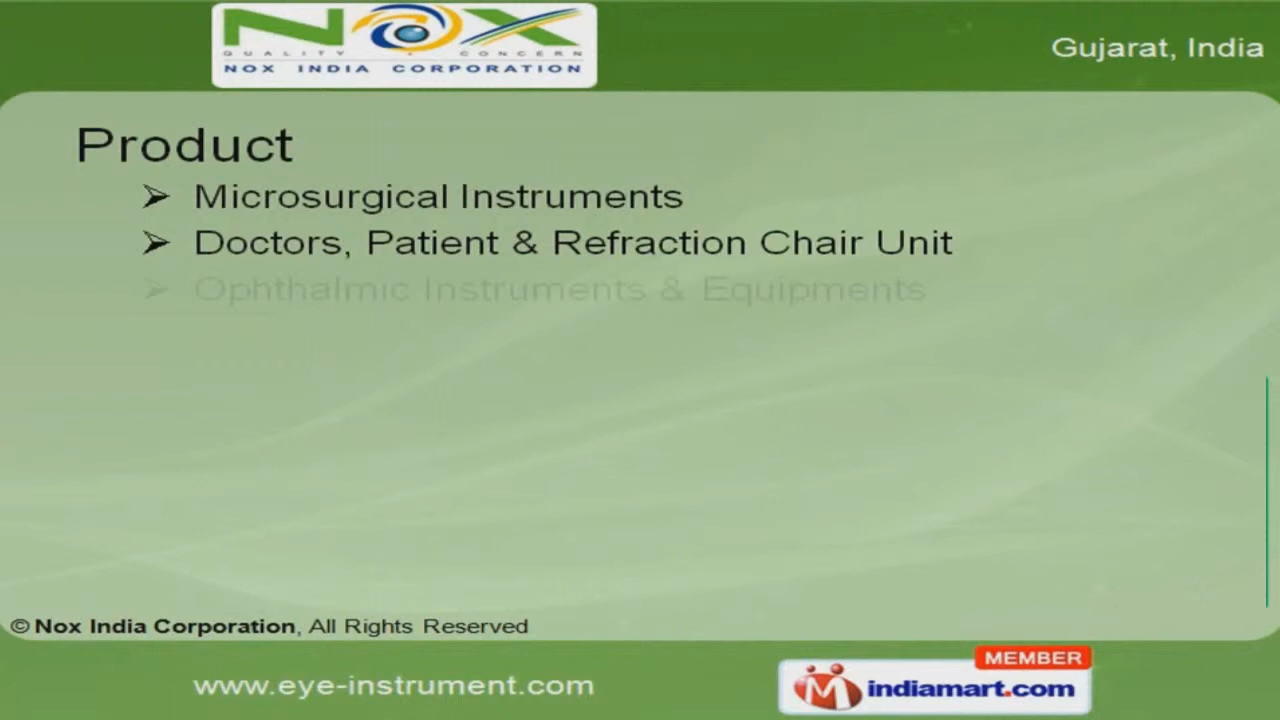 NOX
QUALITY . CONCERN
NOX INDIA CORPORATION
Gujarat, India
Product
➢ Microsurgical Instruments
➢ Doctors, Patient & Refraction Chair Unit
➢ Ophthalmic Instruments & Equipments
© Nox India Corporation, All Rights Reserved
www.eye-instrument.com
MEMBER
indiamart.com